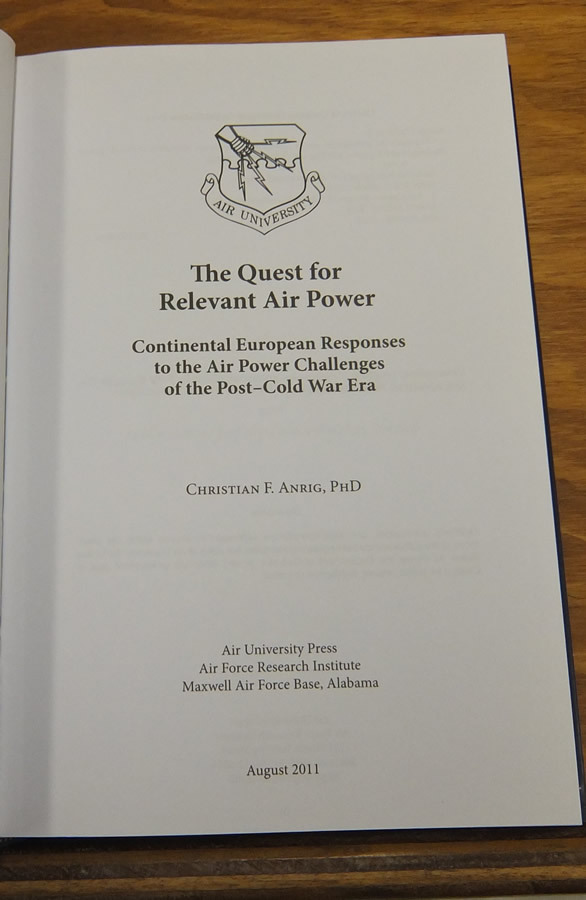 AIR UNIVERSITY
The Quest for
Relevant Air Power
Continental European Responses
to the Air Power Challenges
of the Post–Cold War Era
Christian F. Anrig, PhD
Air University Press
Air Force Research Institute
Maxwell Air Force Base, Alabama
August 2011